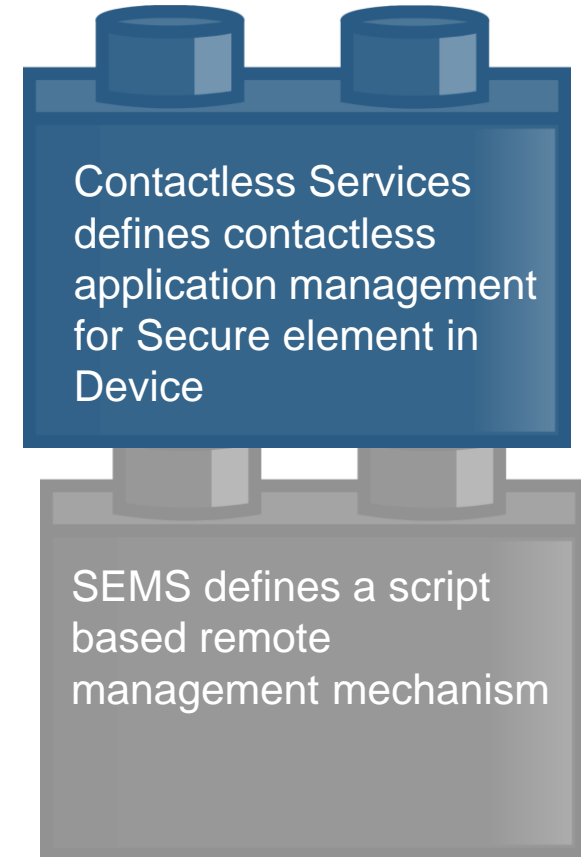 Contactless Services
defines contactless
application management
for Secure element in
Device
SEMS defines a script
based remote
management mechanism